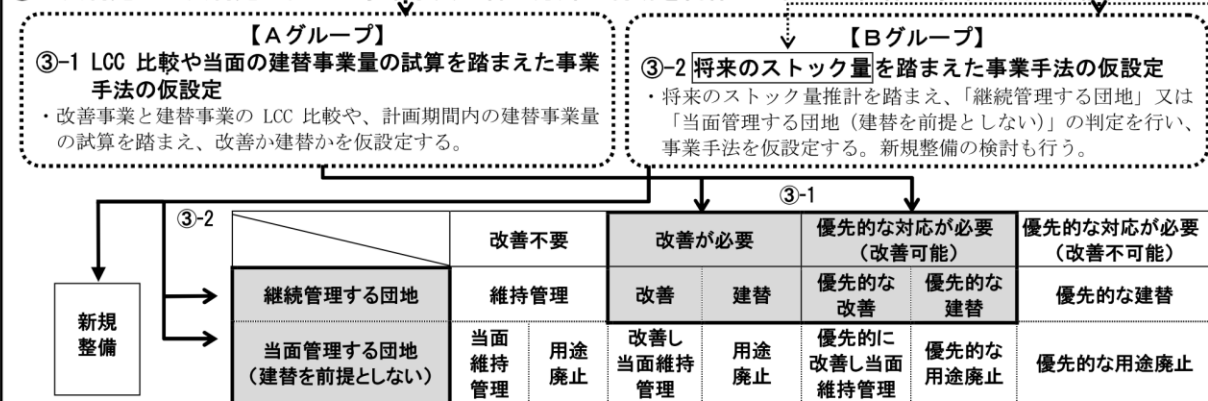 【Aグループ】
③-1 LCC 比較や当面の建替事業量の試算を踏まえた事業
手法の仮設定
・改善事業と建替事業の LCC 比較や、計画期間内の建替事業量
の試算を踏まえ、改善か建替かを仮設定する。
【Bグループ】
③-2 将来のストック量を踏まえた事業手法の仮設定
・将来のストック量推計を踏まえ、「継続管理する団地」又は
「当面管理する団地（建替を前提としない）」の判定を行い、
事業手法を仮設定する。新規整備の検討も行う。
③-1
③-2
新規
整備
改善不要
改善が必要
優先的な対応が必要
（改善可能）
優先的な対応が必要
（改善不可能）
継続管理する団地
維持管理
改善
建替
優先的な
改善
優先的な
建替
優先的な建替
当面管理する団地
（建替を前提としない）
当面
維持
管理
用途
廃止
改善し
当面維持
管理
用途
廃止
優先的に
改善し当面
維持管理
優先的な
用途廃止
優先的な用途廃止